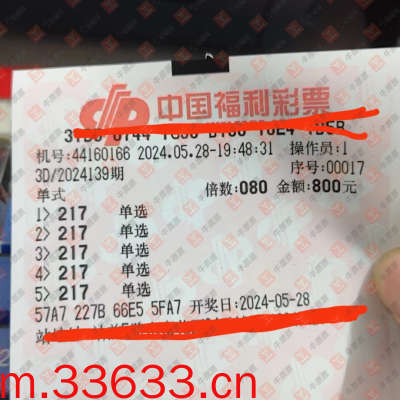 中国福利彩票
机号:44160166 2024.05.28-19:48:31 操作员:1
3D/2024139期 序号:00017
单式 倍数:080 金额:800元
1> 217 单选
2> 217 单选
3> 217 单选
4> 217 单选
5> 217 单选
57A7 227B 66E5 5FA7 开奖日:2024-05-28
m.33633.cn